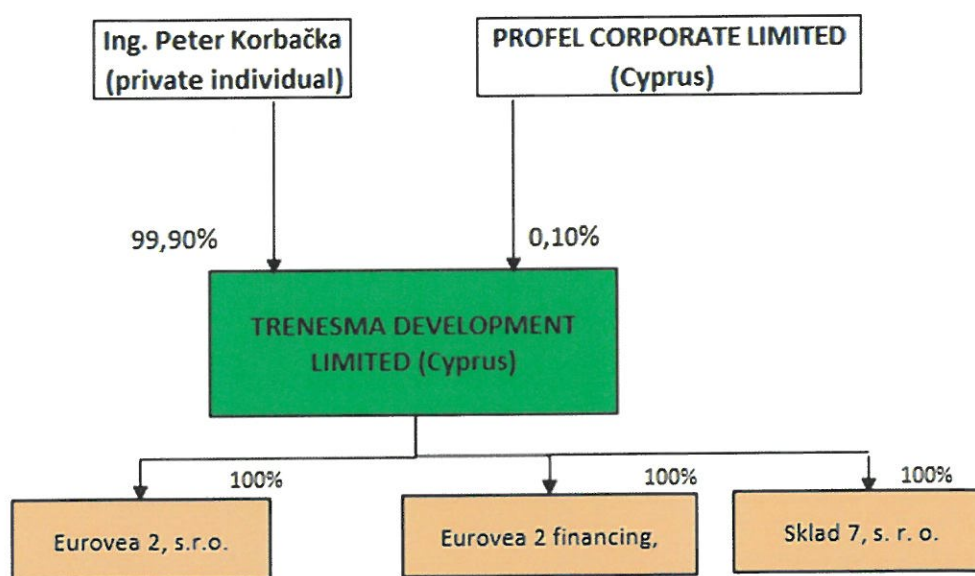 Ing. Peter Korbačka
(private individual)
PROFEL CORPORATE LIMITED
(Cyprus)
99,90%
0,10%
TRENESMA DEVELOPMENT
LIMITED (Cyprus)
100%
100%
100%
Eurovea 2, s.r.o.
Eurovea 2 financing,
Sklad 7, s. r. o.